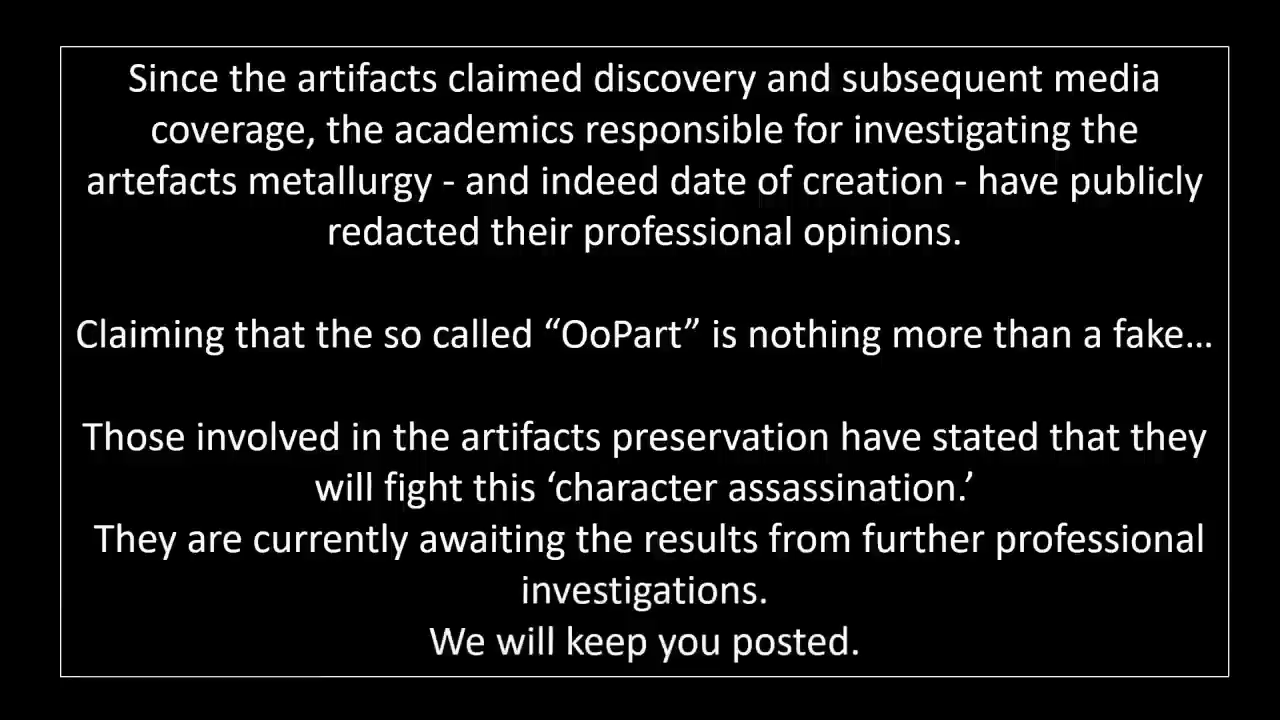 Since the artifacts claimed discovery and subsequent media
coverage, the academics responsible for investigating the
artefacts metallurgy - and indeed date of creation - have publicly
redacted their professional opinions.
Claiming that the so called “OoPart” is nothing more than a fake…
Those involved in the artifacts preservation have stated that they
will fight this ‘character assassination.’
They are currently awaiting the results from further professional
investigations.
We will keep you posted.